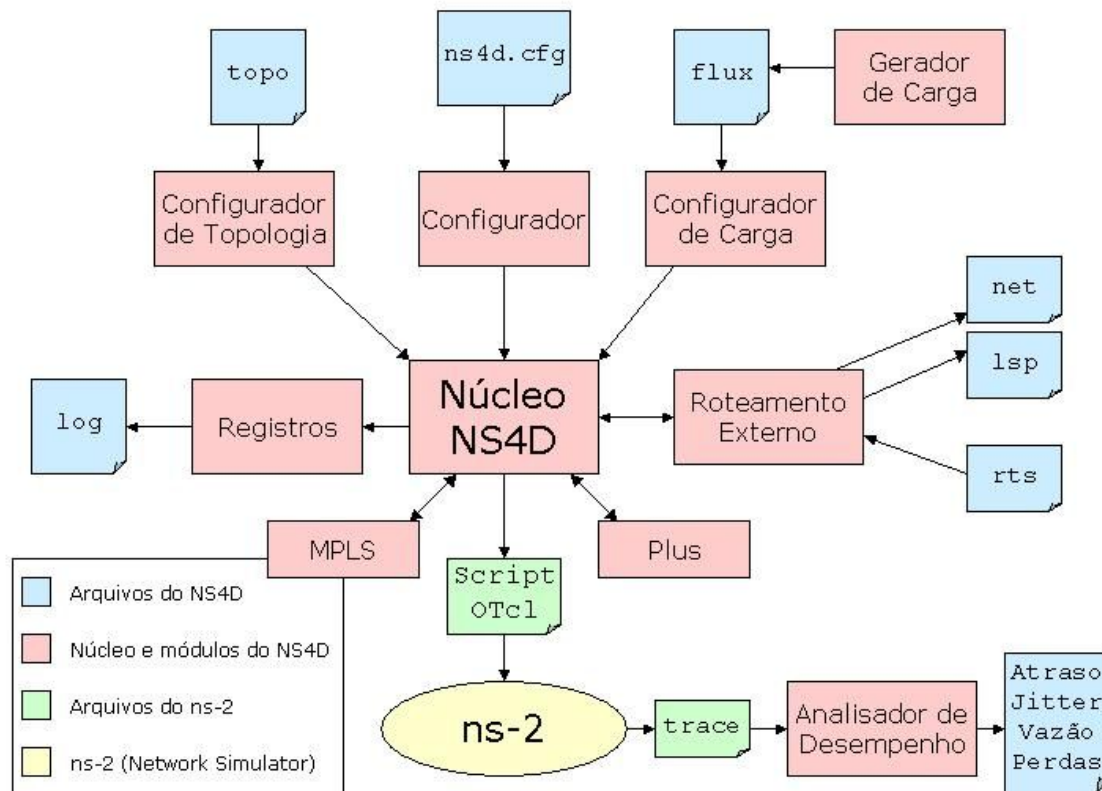 topo
ns4d.cfg
flux
Gerador
de Carga
Configurador
de Topologia
Configurador
Configurador
de Carga
net
lsp
rts
log
Registros
Núcleo
NS4D
Roteamento
Externo
MPLS
Plus
Script
OTcl
Arquivos do NS4D
Núcleo e módulos do NS4D
Arquivos do ns-2
ns-2 (Network Simulator)
ns-2
trace
Analisador de
Desempenho
Atraso
Jitter
Vazão
Perdas